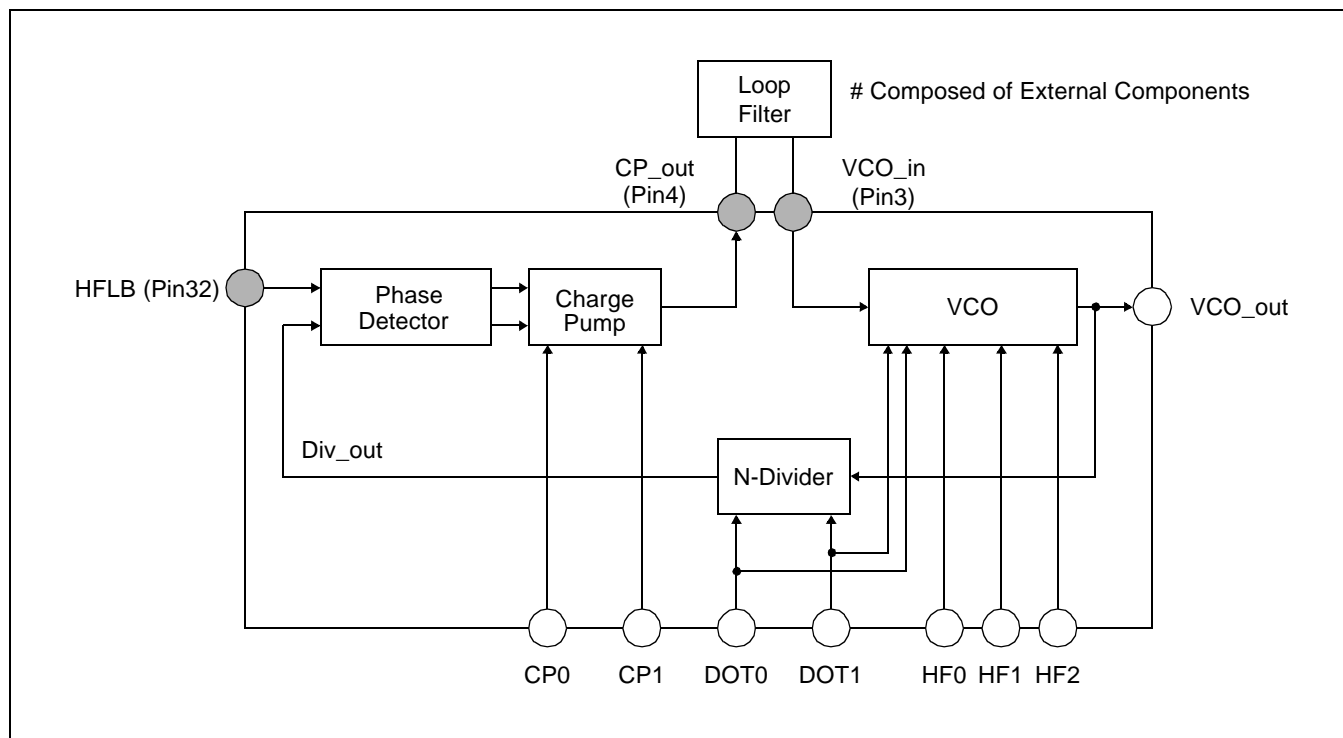 Loop
Filter
# Composed of External Components
CP_out
(Pin4)
VCO_in
(Pin3)
HFLB (Pin32)
Phase
Detector
Charge
Pump
VCO
VCO_out
Div_out
N-Divider
CP0
CP1
DOT0
DOT1
HF0
HF1
HF2